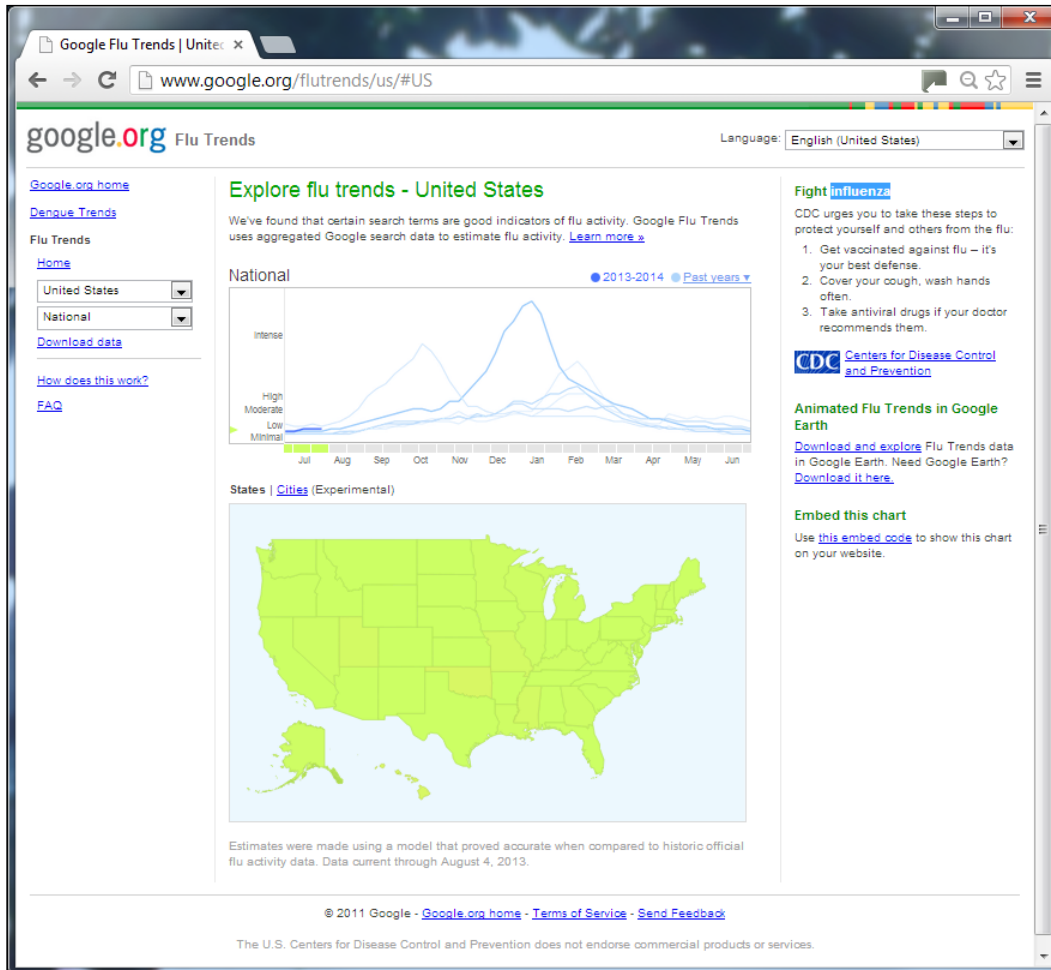 Google Flu Trends | Unitec
www.google.org/flutrends/us/#US
google.org Flu Trends
Language: English (United States)
Google.org home
Dengue Trends
Flu Trends
Home
United States
National
Download data
How does this work?
FAQ
Explore flu trends - United States
We've found that certain search terms are good indicators of flu activity. Google Flu Trends
uses aggregated Google search data to estimate flu activity. Learn more »
National
2013-2014 Past years ▾
Intense
High
Moderate
Low
Minimal
Jul Aug Sep Oct Nov Dec Jan Feb Mar Apr May Jun
States | Cities (Experimental)
Estimates were made using a model that proved accurate when compared to historic official
flu activity data. Data current through August 4, 2013.
Fight influenza
CDC urges you to take these steps to
protect yourself and others from the flu:
1. Get vaccinated against flu – it's
your best defense.
2. Cover your cough, wash hands
often.
3. Take antiviral drugs if your doctor
recommends them.
CDC Centers for Disease Control
and Prevention
Animated Flu Trends in Google
Earth
Download and explore Flu Trends data
in Google Earth. Need Google Earth?
Download it here.
Embed this chart
Use this embed code to show this chart
on your website.
© 2011 Google - Google.org home - Terms of Service - Send Feedback
The U.S. Centers for Disease Control and Prevention does not endorse commercial products or services.